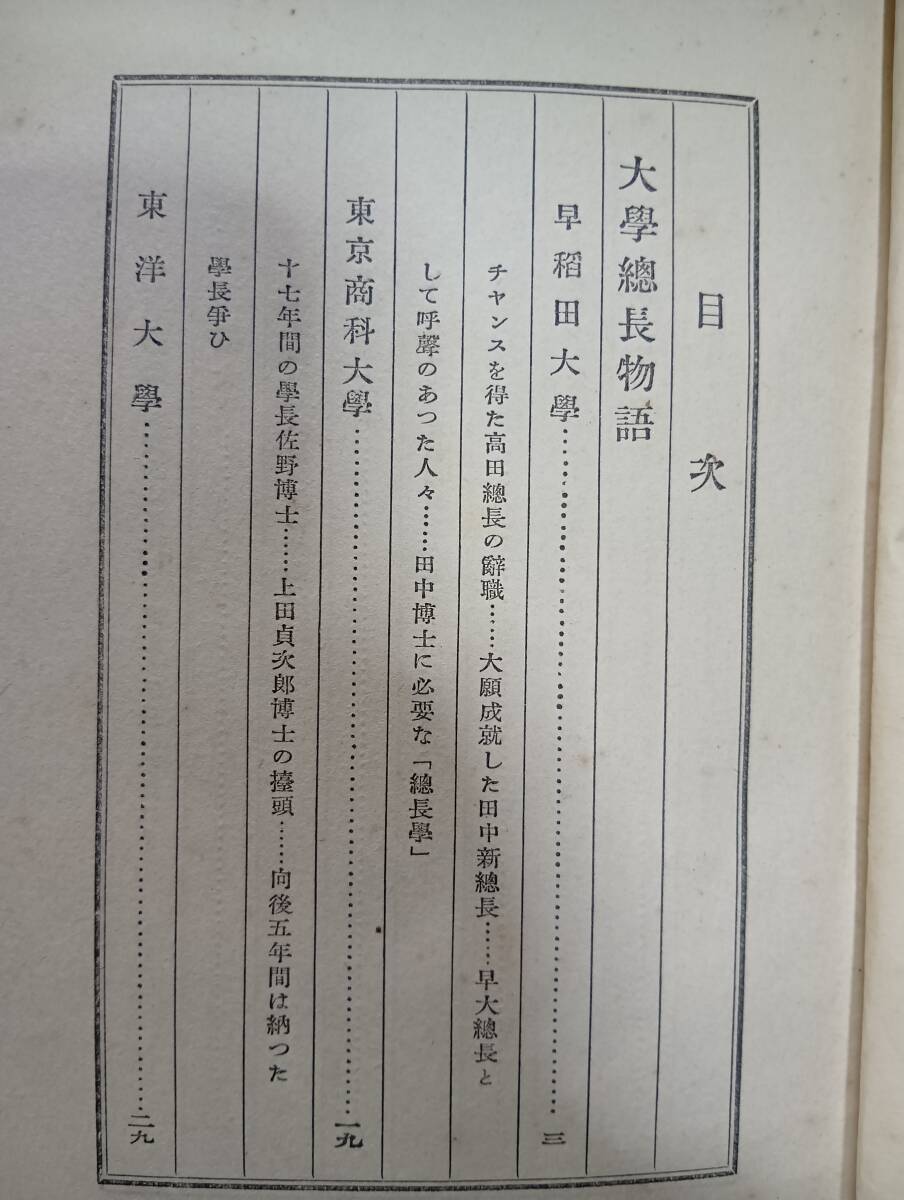 目次
大學總長物語
早稻田大學……………………三
チヤンスを得た高田總長の辭職……大願成就した田中新總長……早大總長と
して呼聲のあつた人々……田中博士に必要な「總長學」
東京商科大學……………………一九
十七年間の學長佐野博士……上田貞次郎博士の擡頭……向後五年間は納つた
學長爭ひ
東洋大學……………………二九